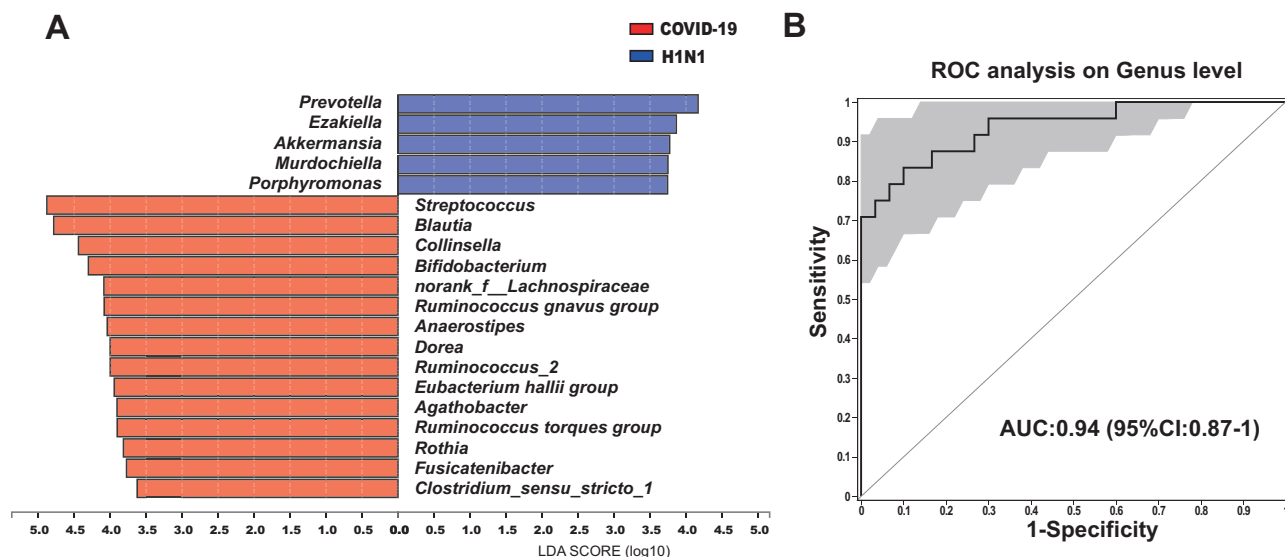 A
COVID-19
H1N1
Prevotella
Ezakiella
Akkermansia
Murdochiella
Porphyromonas
Streptococcus
Blautia
Collinsella
Bifidobacterium
norank_f__Lachnospiraceae
Ruminococcus gnavus group
Anaerostipes
Dorea
Ruminococcus_2
Eubacterium hallii group
Agathobacter
Ruminococcus torques group
Rothia
Fusicatenibacter
Clostridium_sensu_stricto_1
5.0 4.5 4.0 3.5 3.0 2.5 2.0 1.5 1.0 0.5 0.0 0.0 0.5 1.0 1.5 2.0 2.5 3.0 3.5 4.0 4.5 5.0
LDA SCORE (log10)
B
ROC analysis on Genus level
1
0.9
0.8
0.7
0.6
0.5
0.4
0.3
0.2
0.1
0
Sensitivity
AUC:0.94 (95%CI:0.87-1)
0 0.1 0.2 0.3 0.4 0.5 0.6 0.7 0.8 0.9 1
1-Specificity